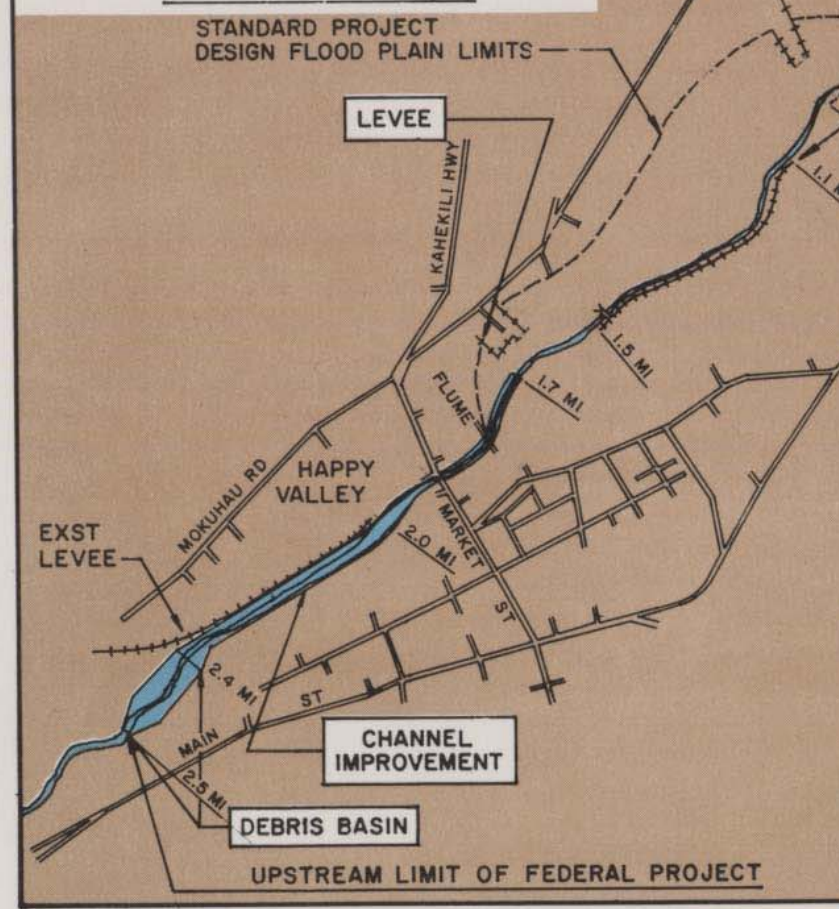 STANDARD PROJECT
DESIGN FLOOD PLAIN LIMITS
LEVEE
KAHEKILI HWY
1.1
1.5 MI
1.7 MI
FLUME
MOKUHAU RD
HAPPY
VALLEY
MARKET
ST
2.0 MI
EXST
LEVEE
2.4 MI
MAIN
ST
CHANNEL
IMPROVEMENT
2.5 MI
DEBRIS BASIN
UPSTREAM LIMIT OF FEDERAL PROJECT